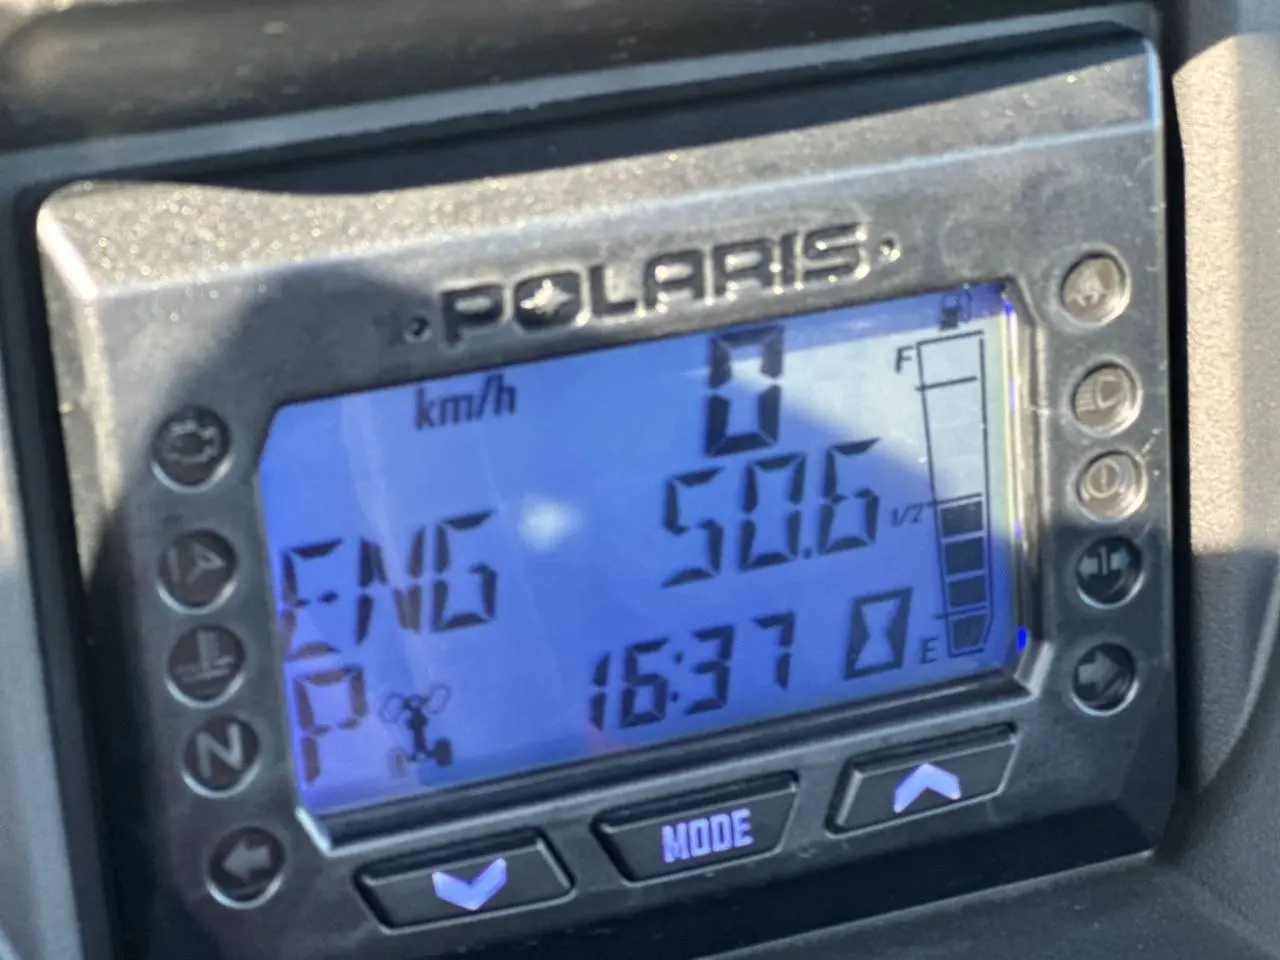 POLARIS
km/h 0
F
ENG 50.6
1/2
P 16:37
E
N
MODE